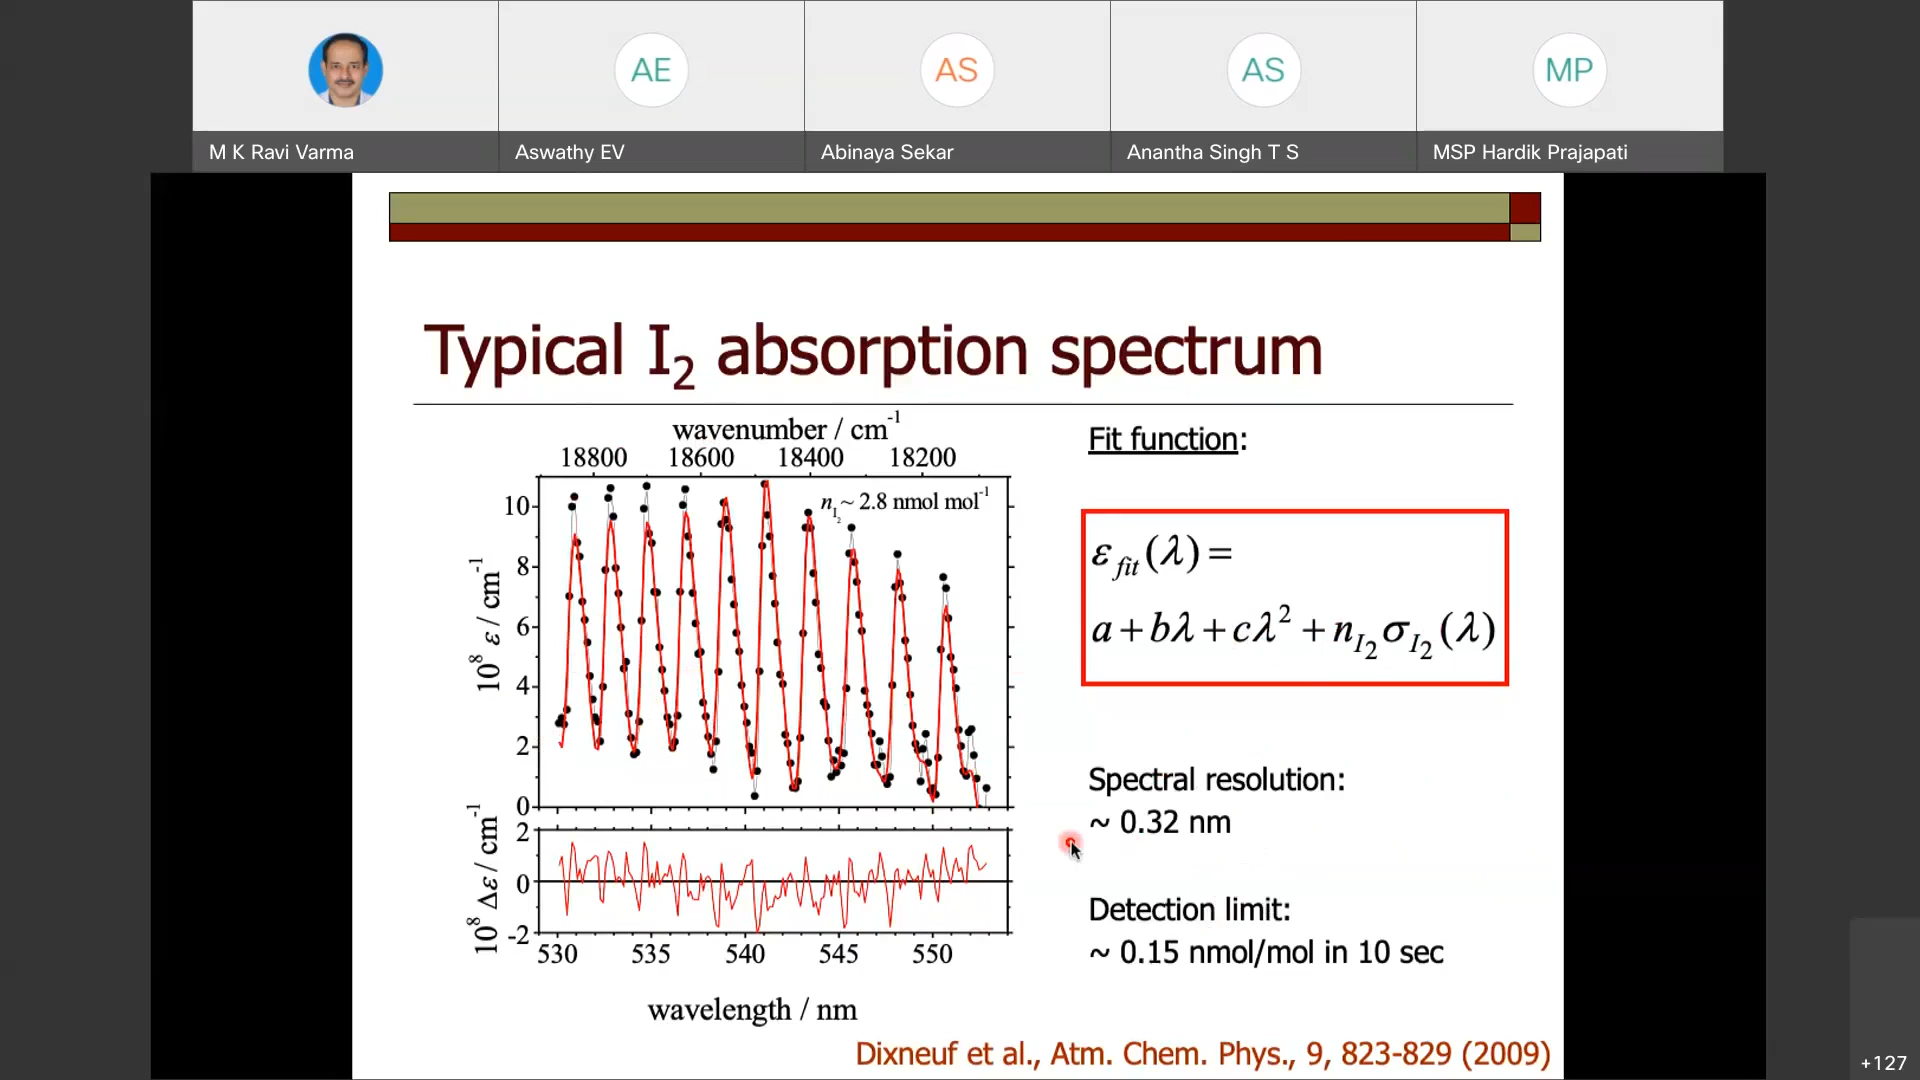 AE
AS
AS
MP
M K Ravi Varma
Aswathy EV
Abinaya Sekar
Anantha Singh T S
MSP Hardik Prajapati
Typical I₂ absorption spectrum
wavenumber / cm⁻¹
18800 18600 18400 18200
n_I₂ ~ 2.8 nmol mol⁻¹
10
8
6
4
2
0
10⁸ ε / cm⁻¹
2
0
-2
10⁸ Δε / cm⁻¹
530 535 540 545 550
wavelength / nm
Fit function:
ε_fit(λ) =
a + bλ + cλ² + n_I₂ σ_I₂(λ)
Spectral resolution:
~ 0.32 nm
Detection limit:
~ 0.15 nmol/mol in 10 sec
Dixneuf et al., Atm. Chem. Phys., 9, 823-829 (2009)
+127